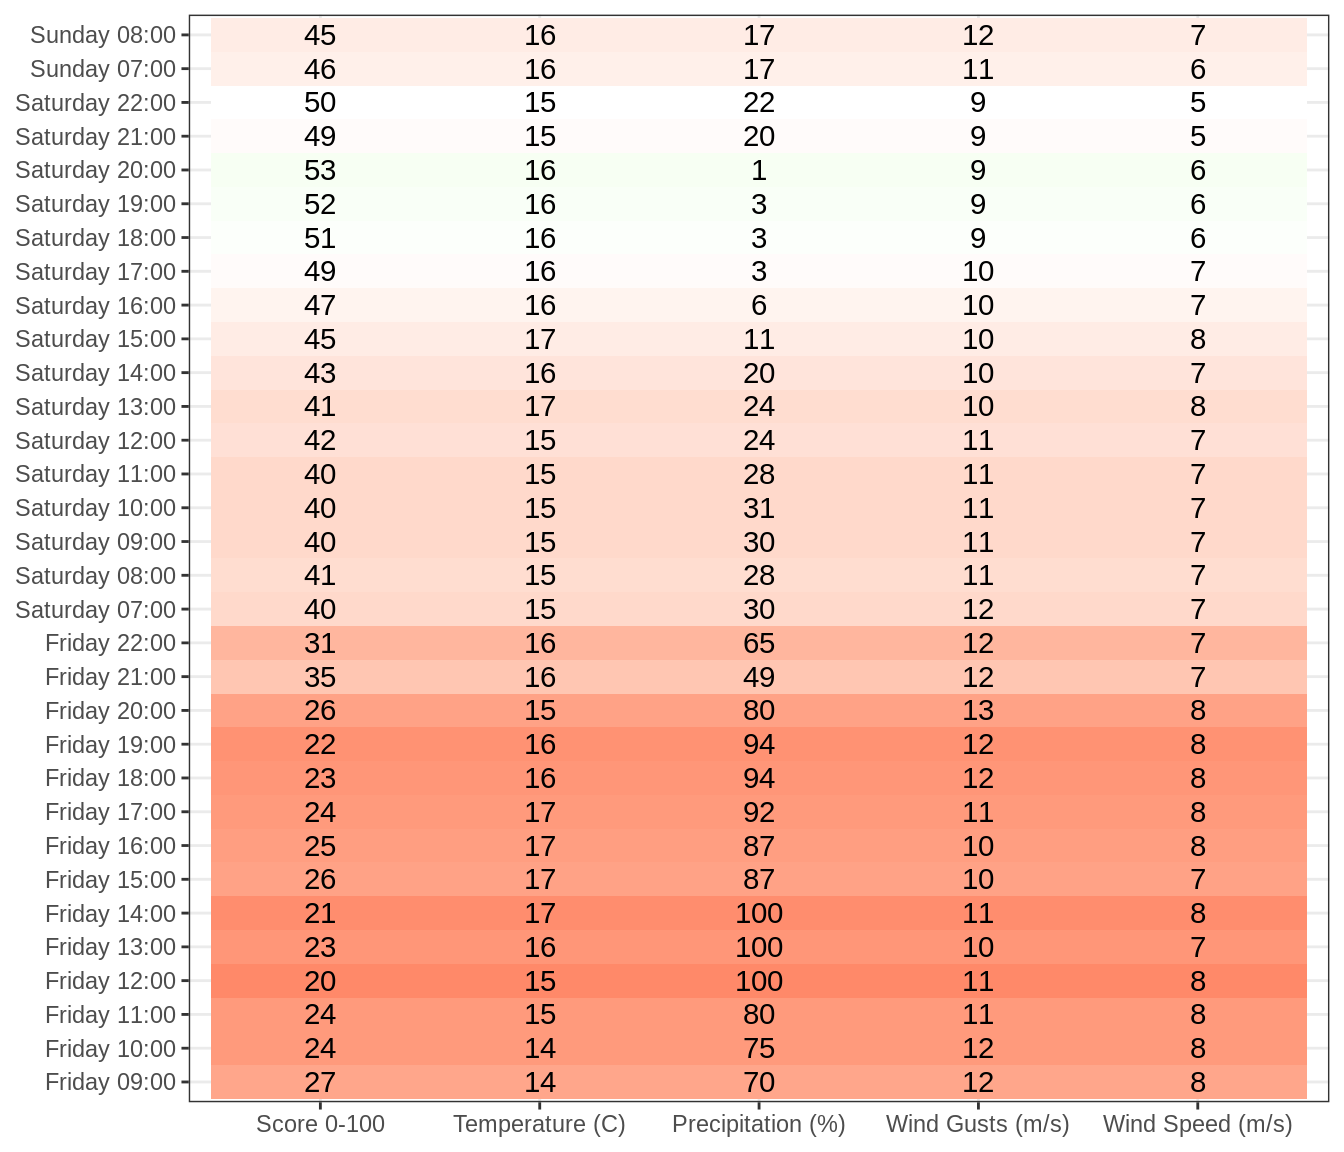 Sunday 08:00 45 16 17 12 7
Sunday 07:00 46 16 17 11 6
Saturday 22:00 50 15 22 9 5
Saturday 21:00 49 15 20 9 5
Saturday 20:00 53 16 1 9 6
Saturday 19:00 52 16 3 9 6
Saturday 18:00 51 16 3 9 6
Saturday 17:00 49 16 3 10 7
Saturday 16:00 47 16 6 10 7
Saturday 15:00 45 17 11 10 8
Saturday 14:00 43 16 20 10 7
Saturday 13:00 41 17 24 10 8
Saturday 12:00 42 15 24 11 7
Saturday 11:00 40 15 28 11 7
Saturday 10:00 40 15 31 11 7
Saturday 09:00 40 15 30 11 7
Saturday 08:00 41 15 28 11 7
Saturday 07:00 40 15 30 12 7
Friday 22:00 31 16 65 12 7
Friday 21:00 35 16 49 12 7
Friday 20:00 26 15 80 13 8
Friday 19:00 22 16 94 12 8
Friday 18:00 23 16 94 12 8
Friday 17:00 24 17 92 11 8
Friday 16:00 25 17 87 10 8
Friday 15:00 26 17 87 10 7
Friday 14:00 21 17 100 11 8
Friday 13:00 23 16 100 10 7
Friday 12:00 20 15 100 11 8
Friday 11:00 24 15 80 11 8
Friday 10:00 24 14 75 12 8
Friday 09:00 27 14 70 12 8
Score 0-100 Temperature (C) Precipitation (%) Wind Gusts (m/s) Wind Speed (m/s)